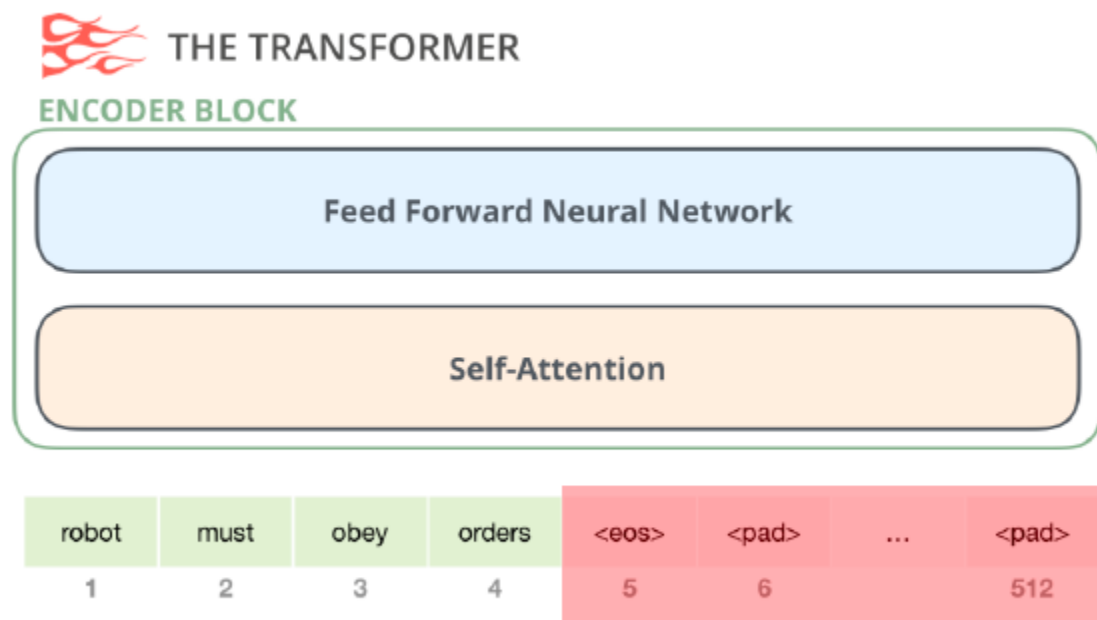 THE TRANSFORMER
ENCODER BLOCK
Feed Forward Neural Network
Self-Attention
robot must obey orders <eos> <pad> ... <pad>
1 2 3 4 5 6 512